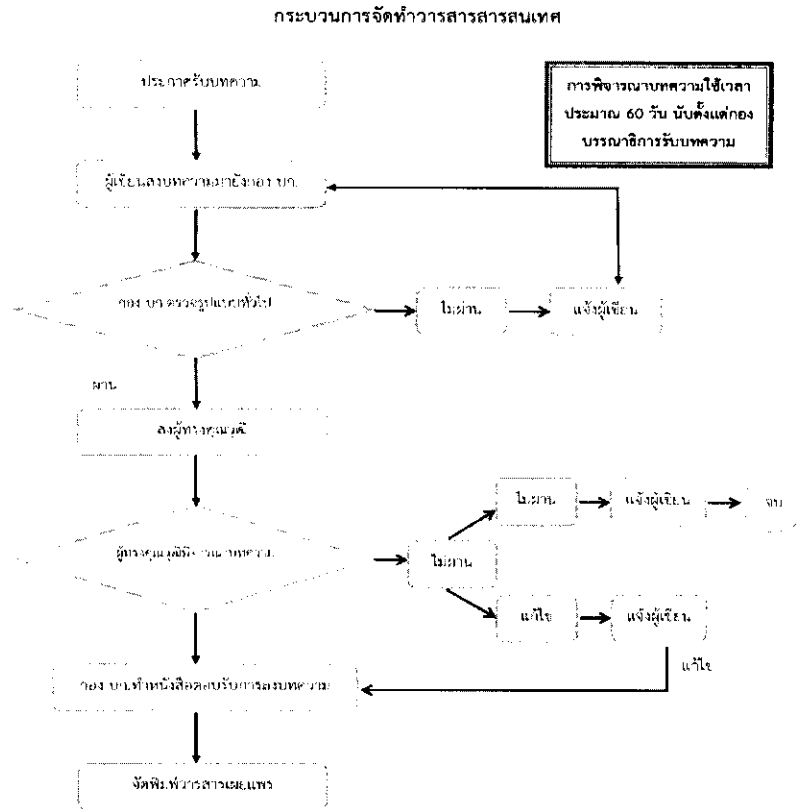 กระบวนการจัดทำวารสารสารสนเทศ
ประกาศรับบทความ
การพิจารณาบทความใช้เวลา
ประมาณ 60 วัน นับตั้งแต่กอง
บรรณาธิการรับบทความ
ผู้เขียนส่งบทความมายังกอง บก.
กอง บก ตรวจรูปแบบทั่วไป
ไม่ผ่าน
แจ้งผู้เขียน
ผ่าน
ส่งผู้ทรงคุณวุฒิ
ไม่ผ่าน
แจ้งผู้เขียน
จบ
ผู้ทรงคุณวุฒิพิจารณาบทความ
ไม่ผ่าน
แก้ไข
แจ้งผู้เขียน
แก้ไข
กอง บก.ทำหนังสือตอบรับการลงบทความ
จัดพิมพ์วารสารเผยแพร่